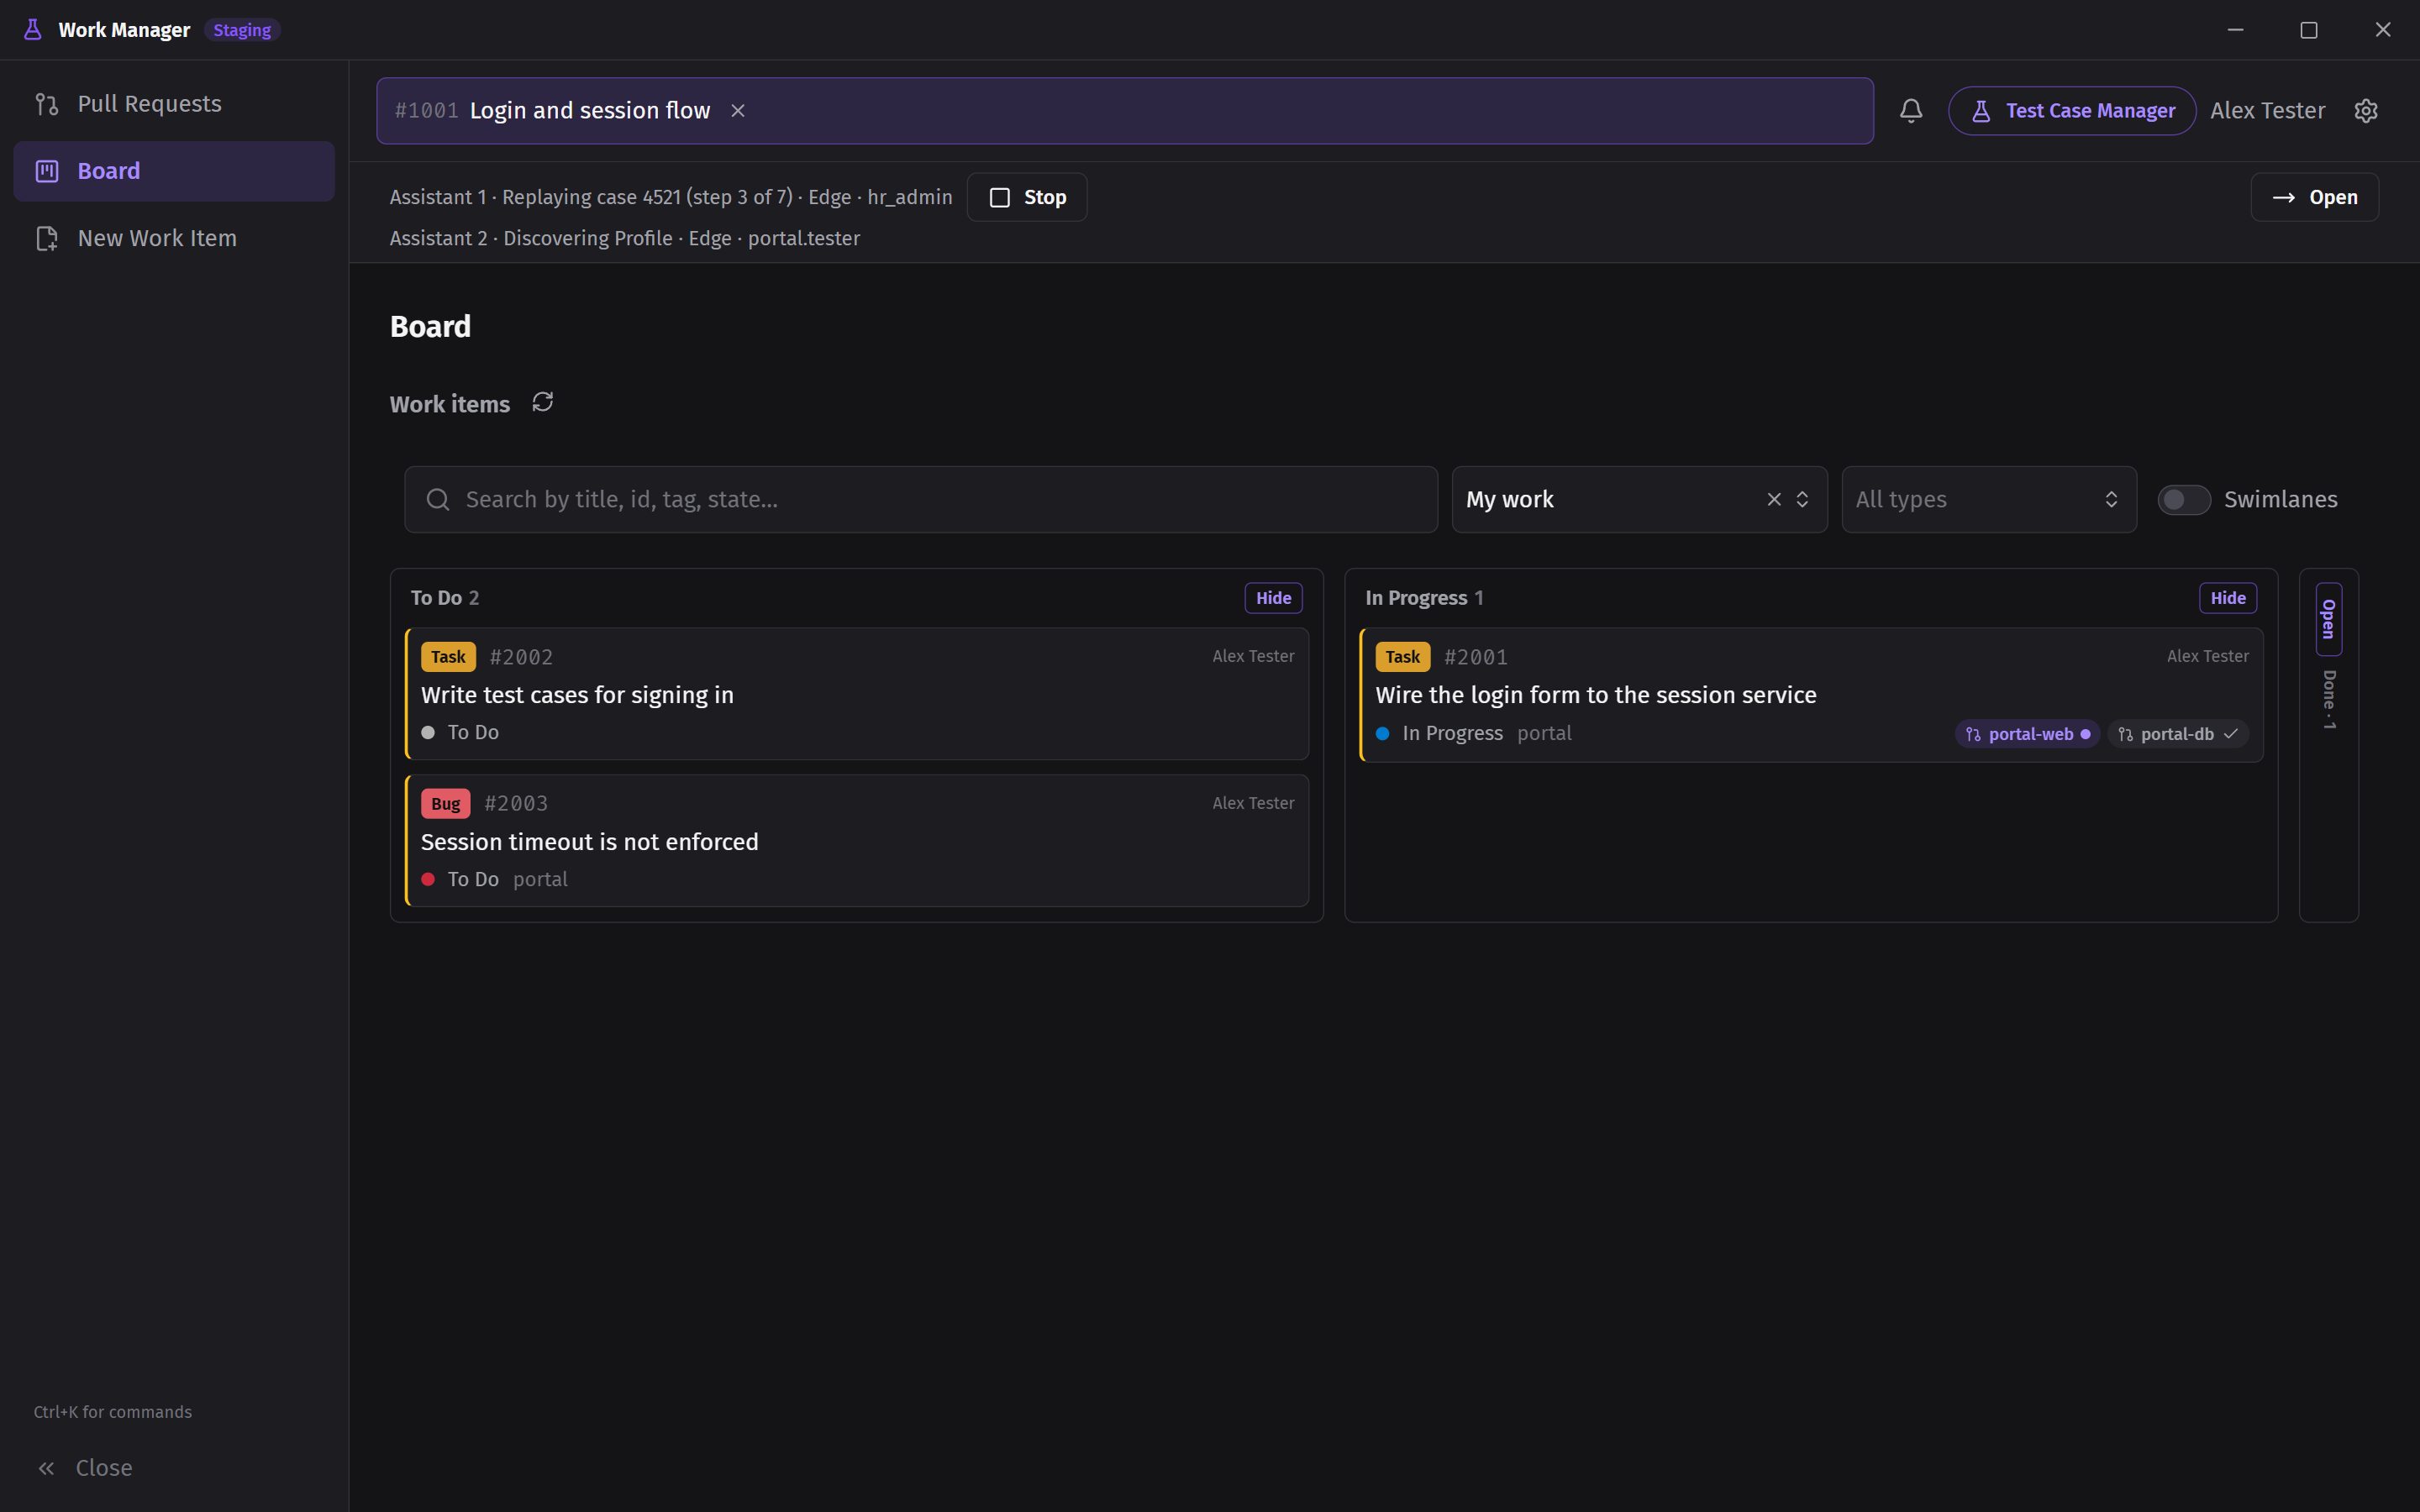 Work Manager Staging
Pull Requests
Board
New Work Item
Ctrl+K for commands
Close
#1001 Login and session flow
Test Case Manager
Alex Tester
Assistant 1 · Replaying case 4521 (step 3 of 7) · Edge · hr_admin
Stop
Open
Assistant 2 · Discovering Profile · Edge · portal.tester
Board
Work items
Search by title, id, tag, state...
My work
All types
Swimlanes
To Do 2
Hide
Task #2002 Alex Tester
Write test cases for signing in
To Do
Bug #2003 Alex Tester
Session timeout is not enforced
To Do portal
In Progress 1
Hide
Task #2001 Alex Tester
Wire the login form to the session service
In Progress portal portal-web portal-db
Open
Done · 1